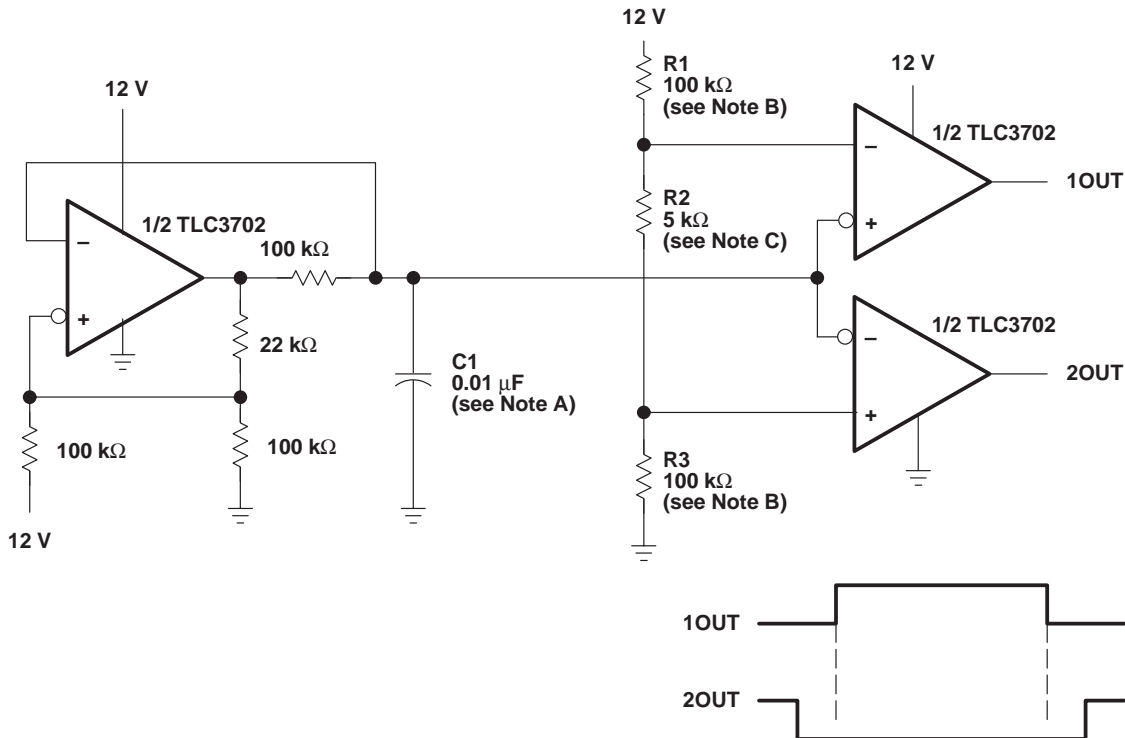 12 V
R1
100 kΩ
(see Note B)
12 V
12 V
1/2 TLC3702
−
1OUT
+
R2
5 kΩ
(see Note C)
1/2 TLC3702
−
100 kΩ
+
22 kΩ
1/2 TLC3702
−
2OUT
+
C1
0.01 μF
(see Note A)
100 kΩ
100 kΩ
12 V
R3
100 kΩ
(see Note B)
1OUT
2OUT